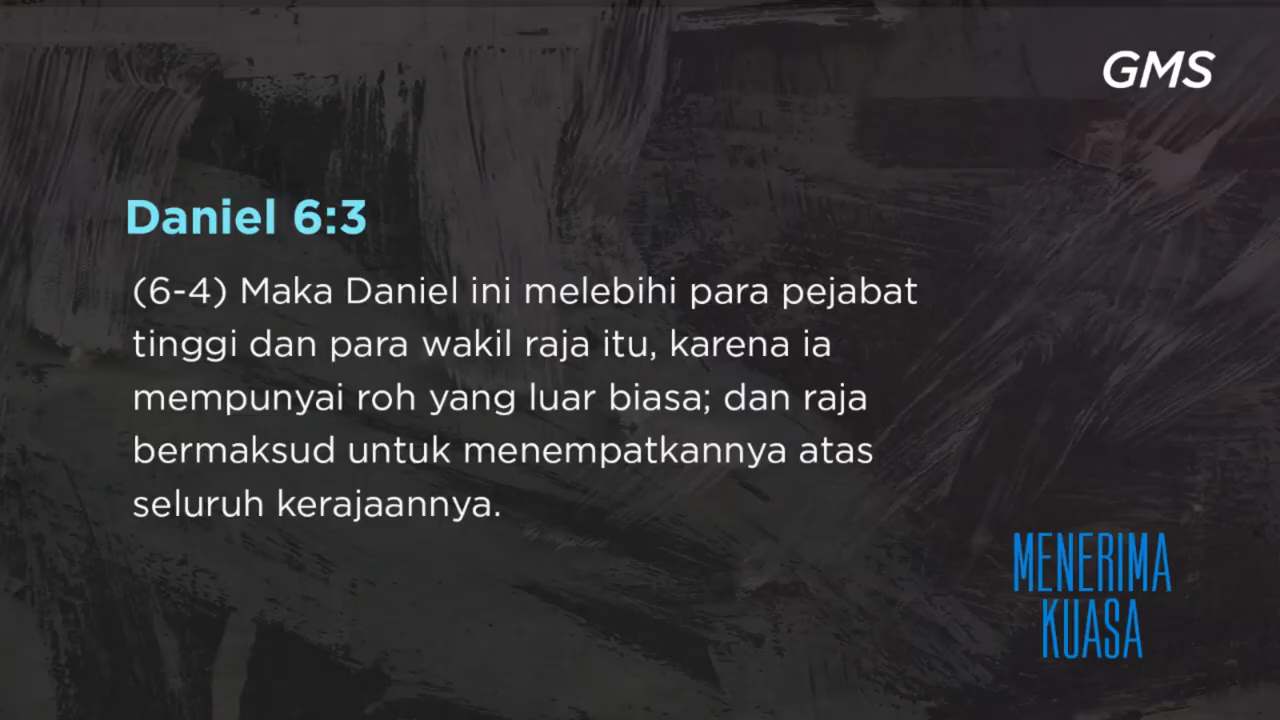 GMS
Daniel 6:3
(6-4) Maka Daniel ini melebihi para pejabat
tinggi dan para wakil raja itu, karena ia
mempunyai roh yang luar biasa; dan raja
bermaksud untuk menempatkannya atas
seluruh kerajaannya.
MENERIMA
KUASA